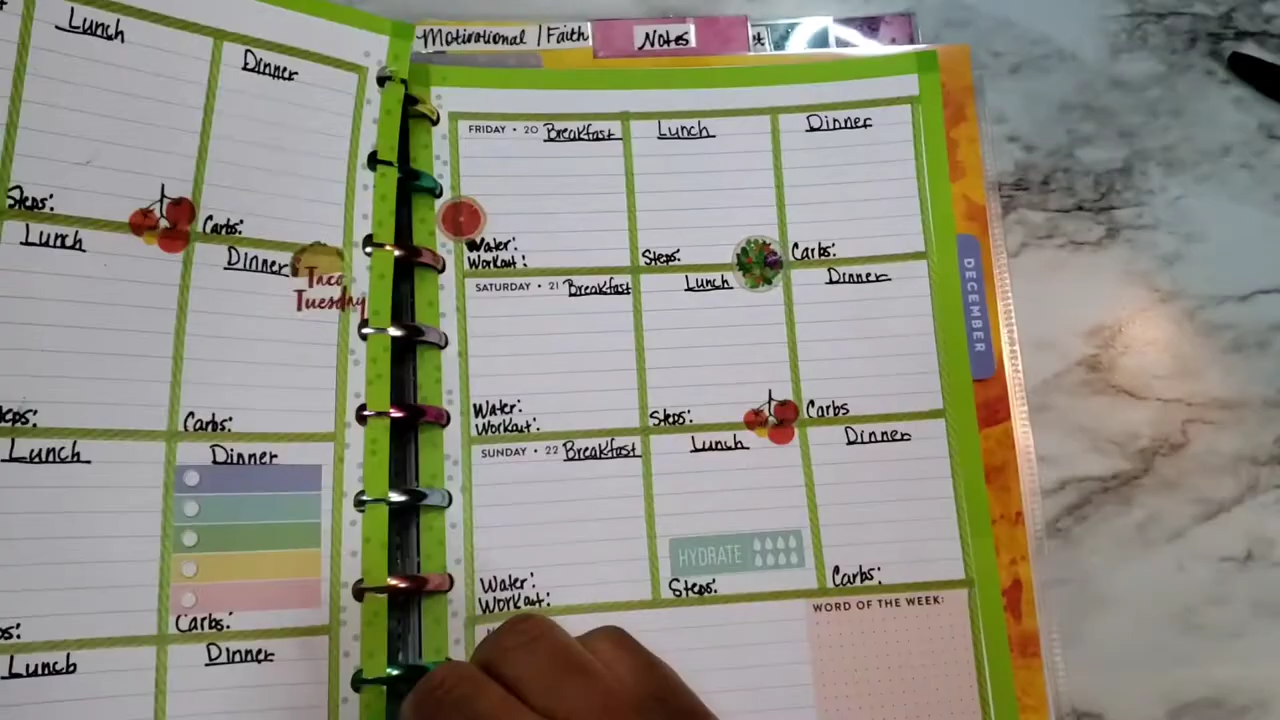 Motivational / Faith
Notes
Lunch
Dinner
Steps:
Carbs:
Lunch
Dinner
Taco
Tuesday
Carbs:
Lunch
Dinner
Carbs:
Lunch
Dinner
FRIDAY • 20 Breakfast
Lunch
Dinner
Water:
Workout:
Steps:
Carbs:
SATURDAY • 21 Breakfast
Lunch
Dinner
Water:
Workout:
Steps:
Carbs
SUNDAY • 22 Breakfast
Lunch
Dinner
HYDRATE
Water:
Workout:
Steps:
Carbs:
WORD OF THE WEEK:
DECEMBER